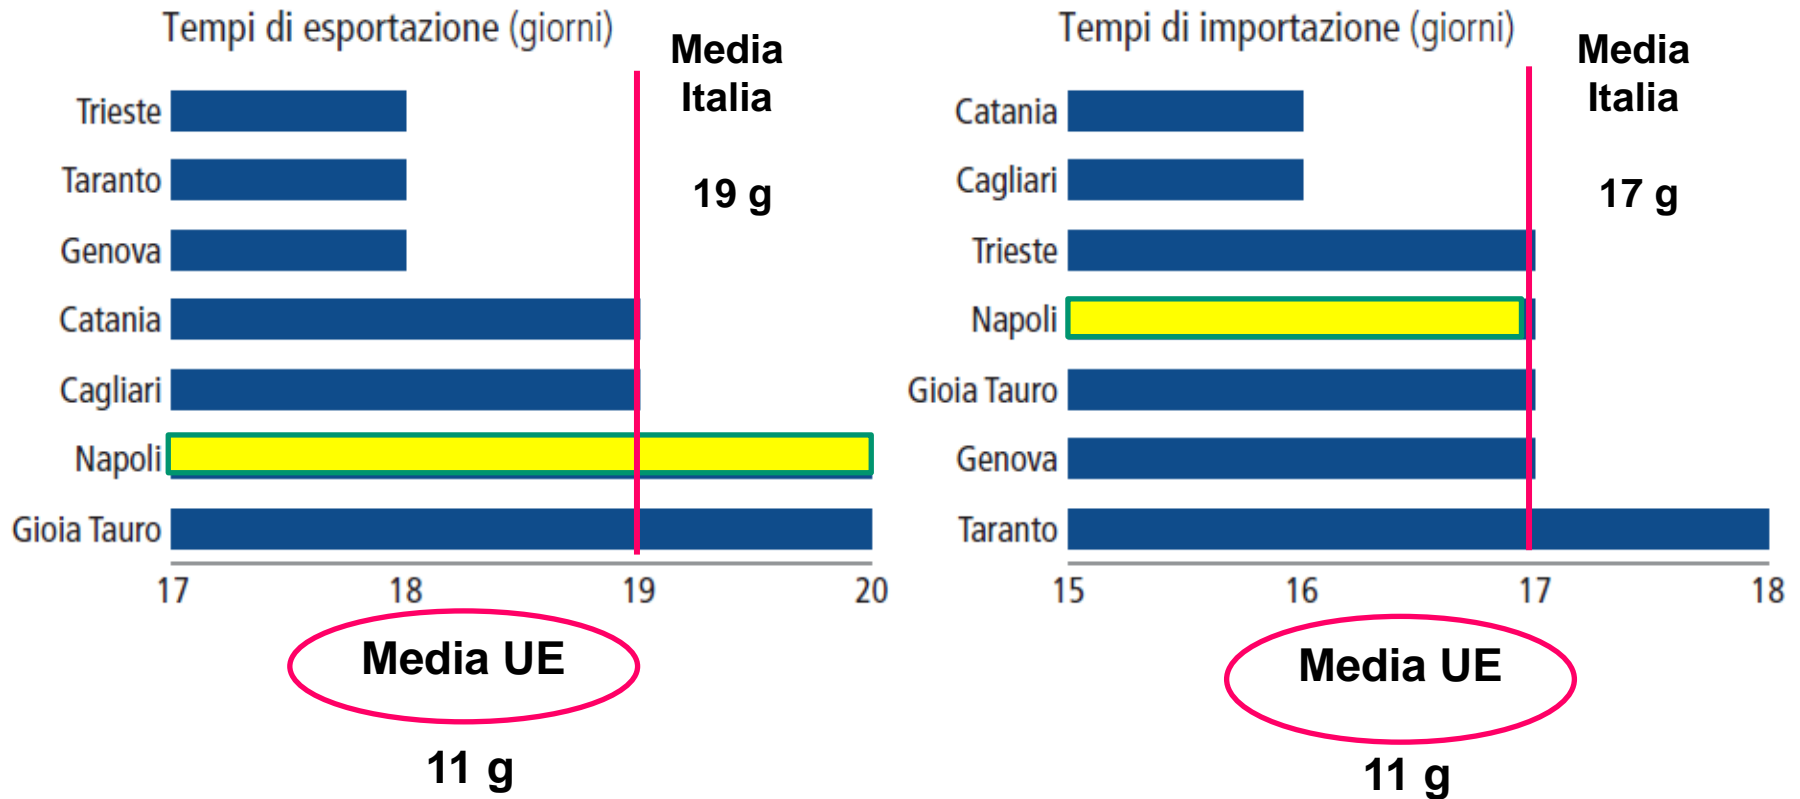 Tempi di esportazione (giorni)
Media
Italia
19 g
Trieste
Taranto
Genova
Catania
Cagliari
Napoli
Gioia Tauro
17 18 19 20
Media UE
11 g
Tempi di importazione (giorni)
Media
Italia
17 g
Catania
Cagliari
Trieste
Napoli
Gioia Tauro
Genova
Taranto
15 16 17 18
Media UE
11 g